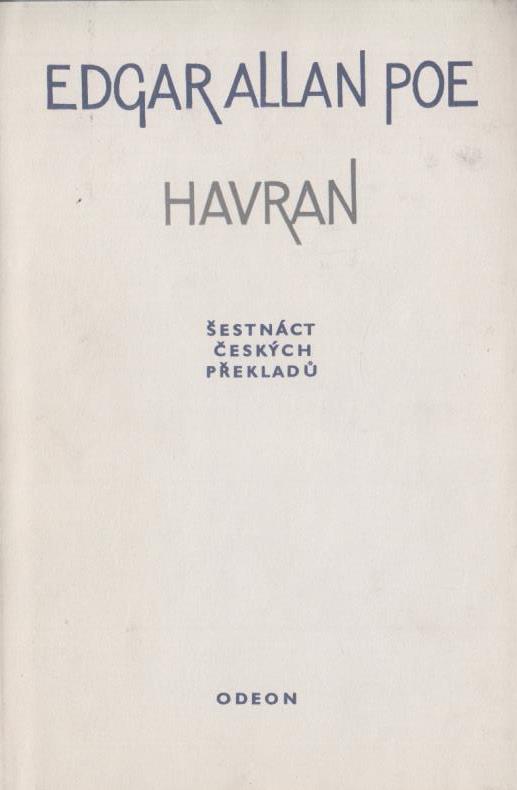 EDGAR ALLAN POE
HAVRAN
ŠESTNÁCT
ČESKÝCH
PŘEKLADŮ
ODEON